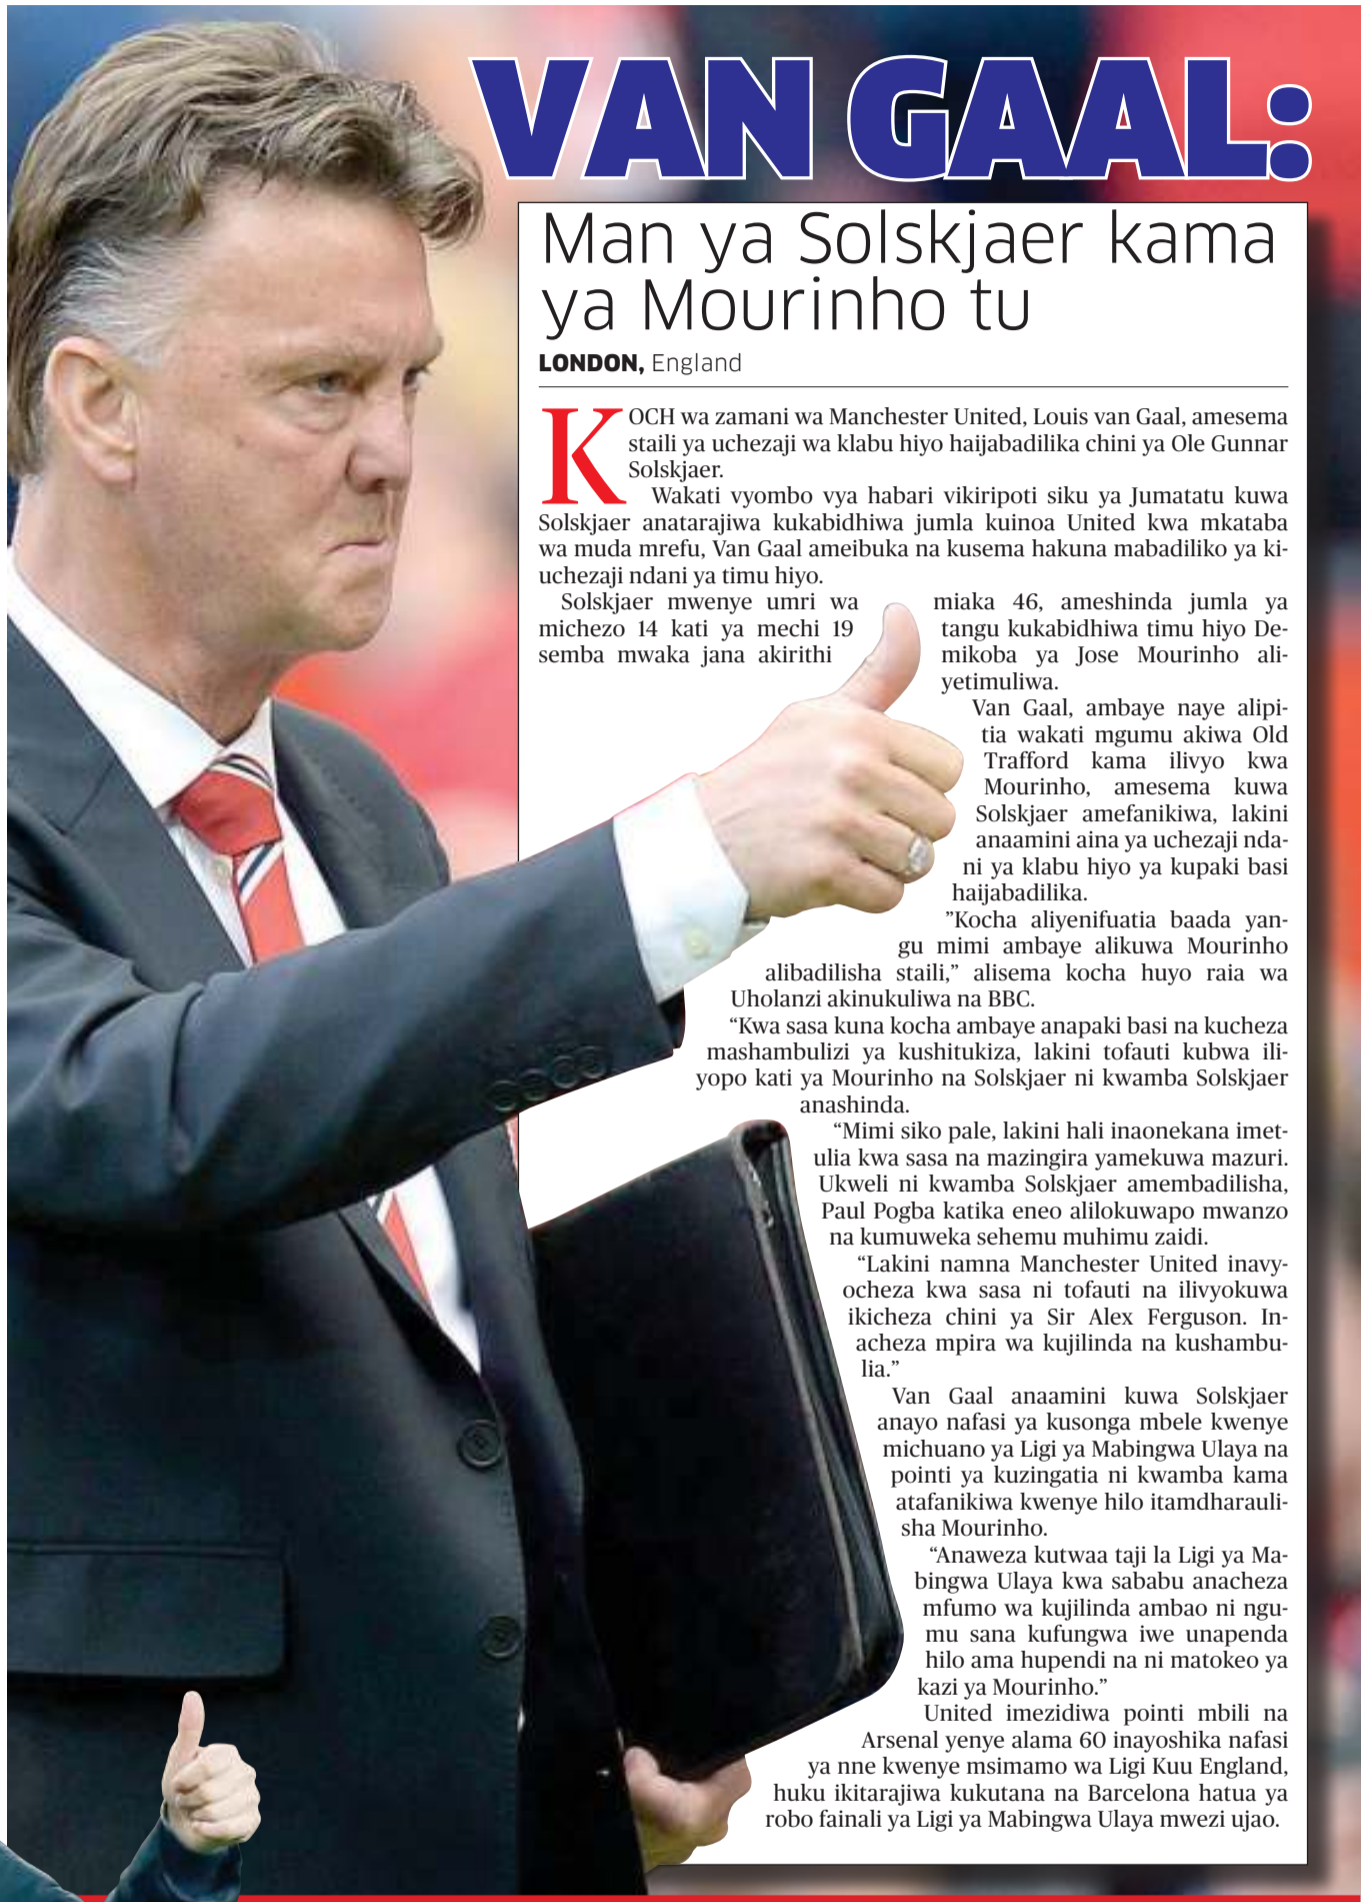 VAN GAAL:
Man ya Solskjaer kama
ya Mourinho tu
LONDON, England
KOCH wa zamani wa Manchester United, Louis van Gaal, amesema
staili ya uchezaji wa klabu hiyo haijabadilika chini ya Ole Gunnar
Solskjaer.
Wakati vyombo vya habari vikiripoti siku ya Jumatatu kuwa
Solskjaer anatarajiwa kukabidhiwa jumla kuinoa United kwa mkataba
wa muda mrefu, Van Gaal ameibuka na kusema hakuna mabadiliko ya ki-
uchezaji ndani ya timu hiyo.
Solskjaer mwenye umri wa miaka 46, ameshinda jumla ya
michezo 14 kati ya mechi 19 tangu kukabidhiwa timu hiyo De-
semba mwaka jana akirithi mikoba ya Jose Mourinho ali-
yetimuliwa.
Van Gaal, ambaye naye alipi-
tia wakati mgumu akiwa Old
Trafford kama ilivyo kwa
Mourinho, amesema kuwa
Solskjaer amefanikiwa, lakini
anaamini aina ya uchezaji nda-
ni ya klabu hiyo ya kupaki basi
haijabadilika.
”Kocha aliyenifuatia baada yan-
gu mimi ambaye alikuwa Mourinho
alibadilisha staili,” alisema kocha huyo raia wa
Uholanzi akinukuliwa na BBC.
“Kwa sasa kuna kocha ambaye anapaki basi na kucheza
mashambulizi ya kushitukiza, lakini tofauti kubwa ili-
yopo kati ya Mourinho na Solskjaer ni kwamba Solskjaer
anashinda.
“Mimi siko pale, lakini hali inaonekana imet-
ulia kwa sasa na mazingira yamekuwa mazuri.
Ukweli ni kwamba Solskjaer amembadilisha,
Paul Pogba katika eneo alilokuwapo mwanzo
na kumuweka sehemu muhimu zaidi.
“Lakini namna Manchester United inavy-
ocheza kwa sasa ni tofauti na ilivyokuwa
ikicheza chini ya Sir Alex Ferguson. In-
acheza mpira wa kujilinda na kushambu-
lia.”
Van Gaal anaamini kuwa Solskjaer
anayo nafasi ya kusonga mbele kwenye
michuano ya Ligi ya Mabingwa Ulaya na
pointi ya kuzingatia ni kwamba kama
atafanikiwa kwenye hilo itamdharauli-
sha Mourinho.
“Anaweza kutwaa taji la Ligi ya Ma-
bingwa Ulaya kwa sababu anacheza
mfumo wa kujilinda ambao ni ngu-
mu sana kufungwa iwe unapenda
hilo ama hupendi na ni matokeo ya
kazi ya Mourinho.”
United imezidiwa pointi mbili na
Arsenal yenye alama 60 inayoshika nafasi
ya nne kwenye msimamo wa Ligi Kuu England,
huku ikitarajiwa kukutana na Barcelona hatua ya
robo fainali ya Ligi ya Mabingwa Ulaya mwezi ujao.